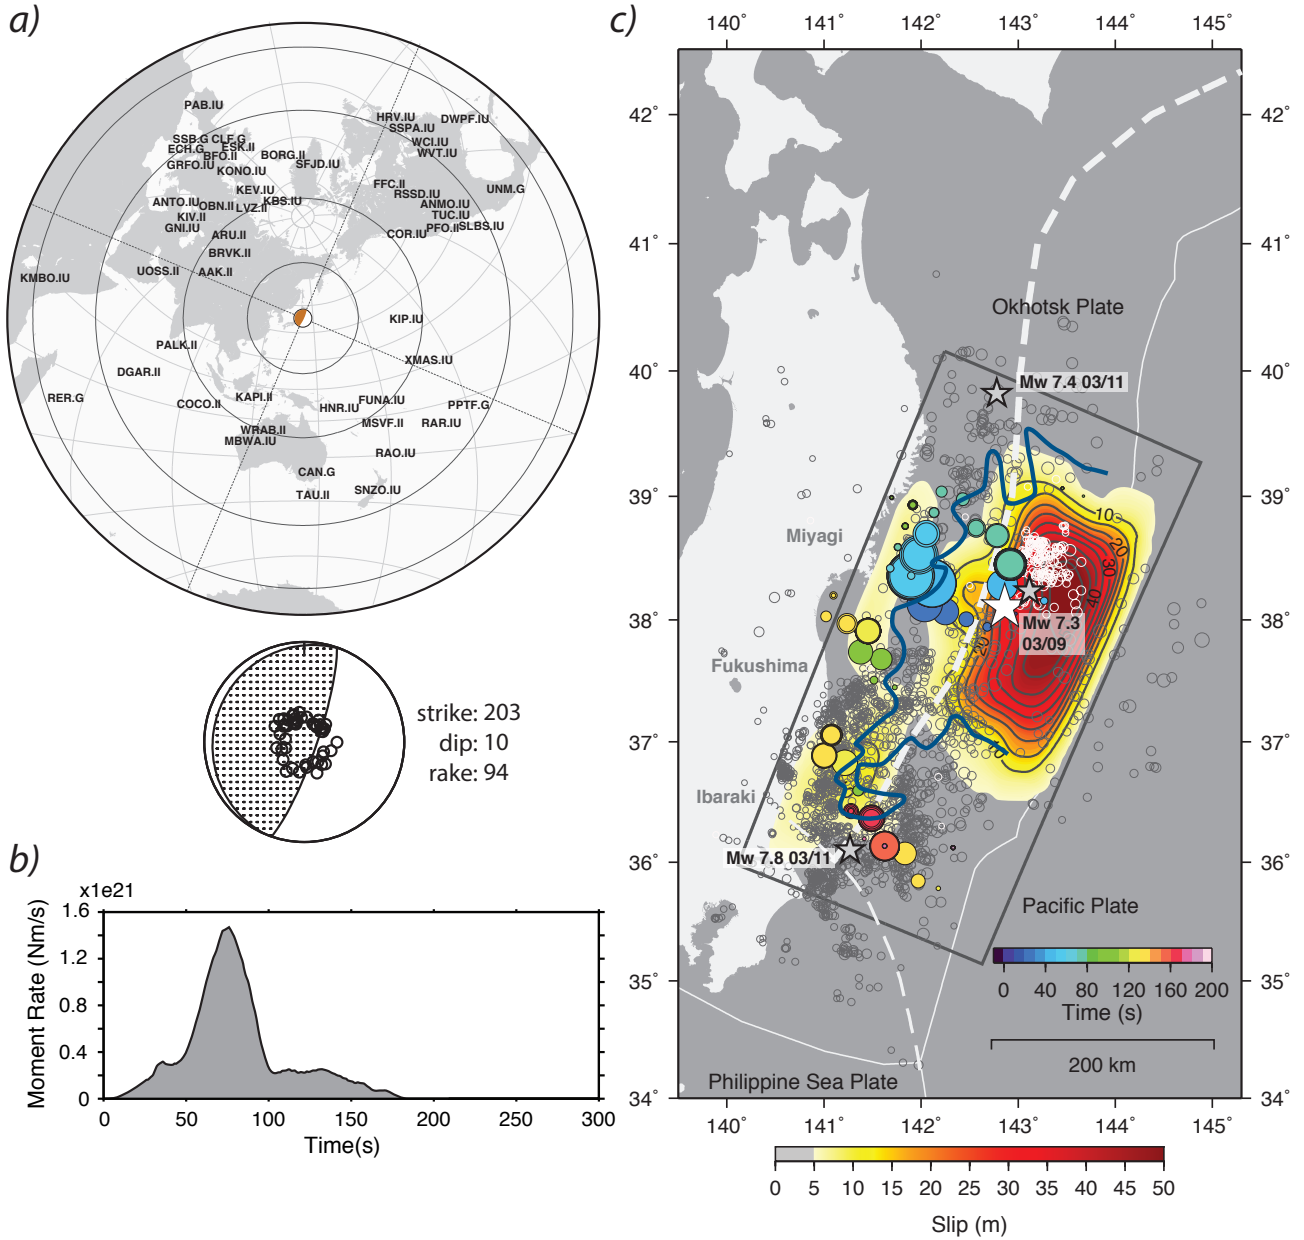 a)
PAB.IU
HRV.IU
DWPF.IU
SSPA.IU
SSB.G CLF.G
WCI.IU
ECH.G
ESK.II
BFO.II
BORG.II
WVT.IU
GRFO.IU
SFJD.IU
KONO.IU
FFC.II
UNM.G
KEV.IU
RSSD.IU
ANTO.IU
OBN.II
LVZ.II
KBS.IU
ANMO.IU
KIV.II
TUC.IU
GNI.IU
PFO.II
SLBS.IU
ARU.II
COR.IU
BRVK.II
UOSS.II
AAK.II
KMBO.IU
KIP.IU
PALK.II
XMAS.IU
DGAR.II
RER.G
COCO.II
KAPI.II
HNR.IU
FUNA.IU
PPTF.G
MSVF.II
RAR.IU
WRAB.II
MBWA.IU
RAO.IU
CAN.G
SNZO.IU
TAU.II
strike: 203
dip: 10
rake: 94
b)
x1e21
1.6
1.2
0.8
0.4
0
Moment Rate (Nm/s)
0 50 100 150 200 250 300
Time(s)
c)
140˚ 141˚ 142˚ 143˚ 144˚ 145˚
42˚
41˚
40˚
39˚
38˚
37˚
36˚
35˚
34˚
Okhotsk Plate
Mw 7.4 03/11
Miyagi
10
20
30
40
20
Mw 7.3
03/09
Fukushima
Ibaraki
Mw 7.8 03/11
Pacific Plate
0 40 80 120 160 200
Time (s)
200 km
Philippine Sea Plate
140˚ 141˚ 142˚ 143˚ 144˚ 145˚
0 5 10 15 20 25 30 35 40 45 50
Slip (m)